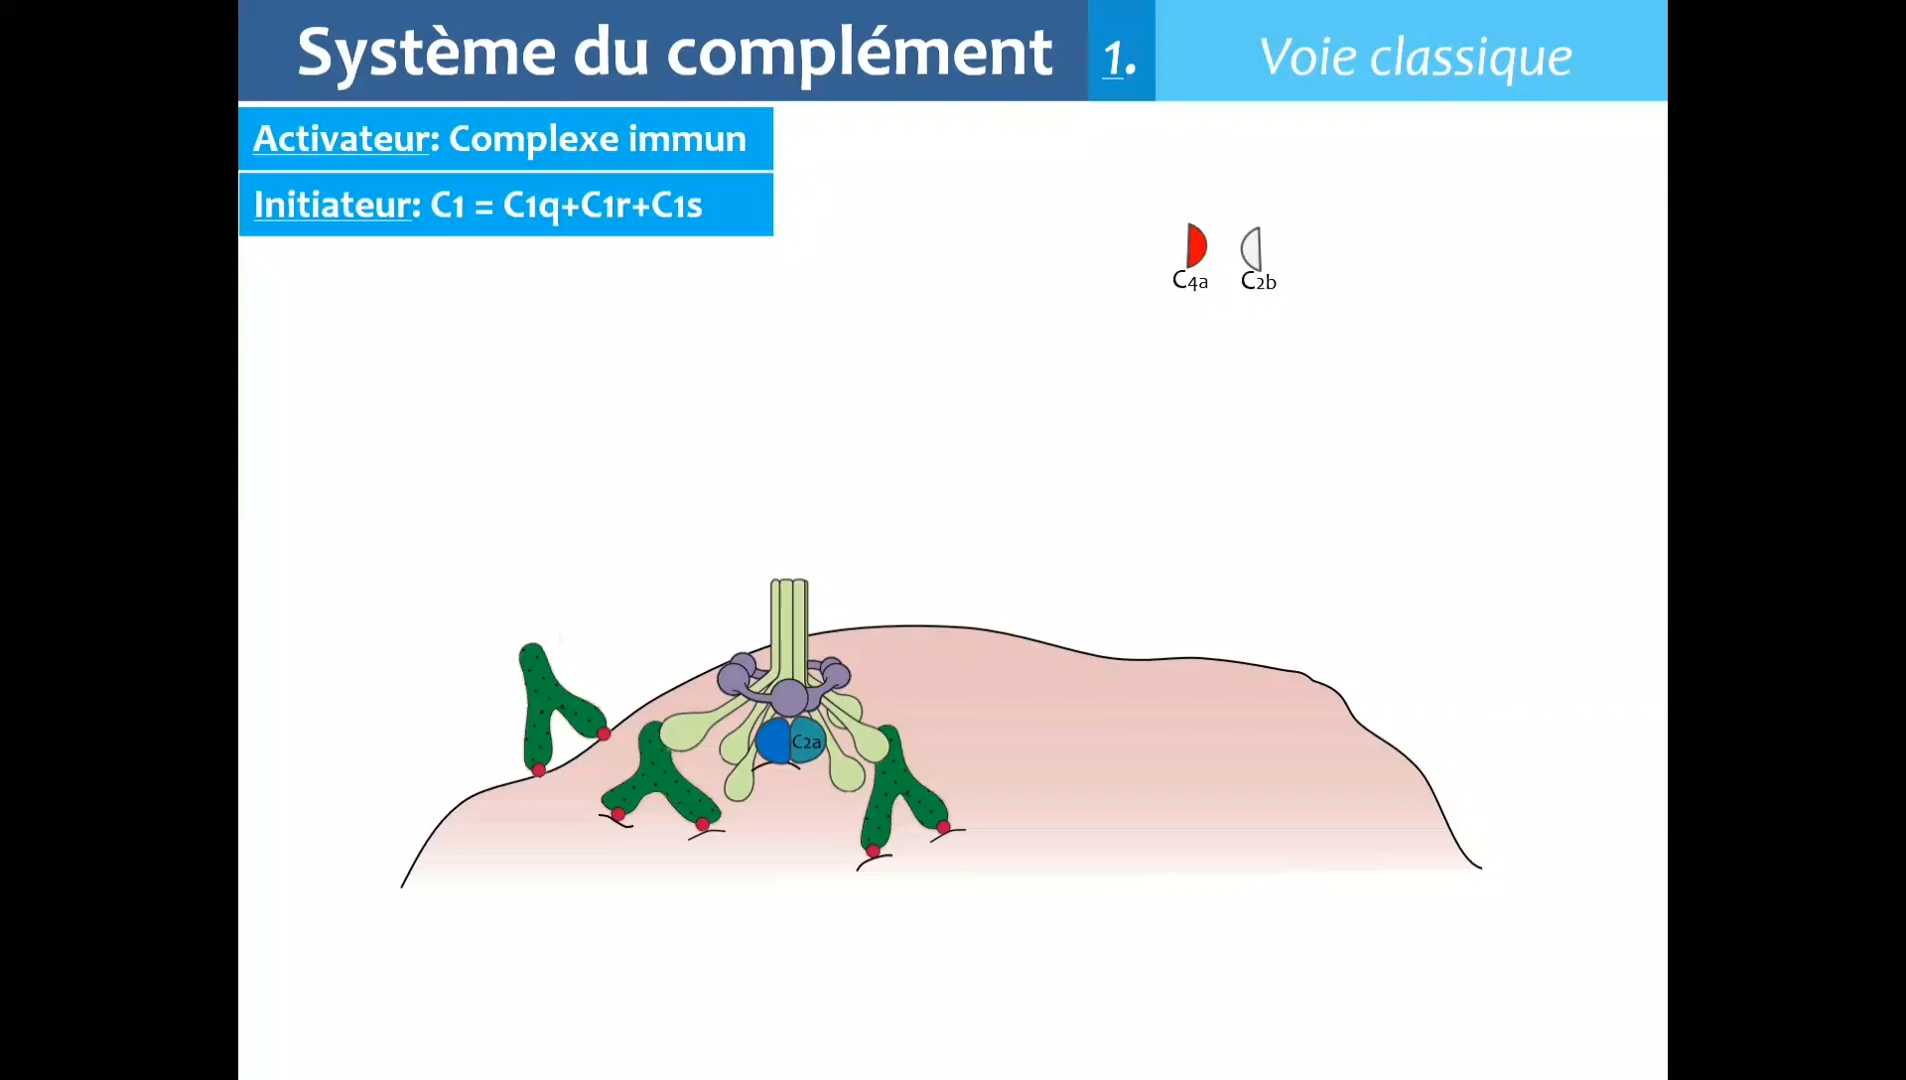 Système du complément 1. Voie classique
Activateur: Complexe immun
Initiateur: C1 = C1q+C1r+C1s
C4a C2b
C2a